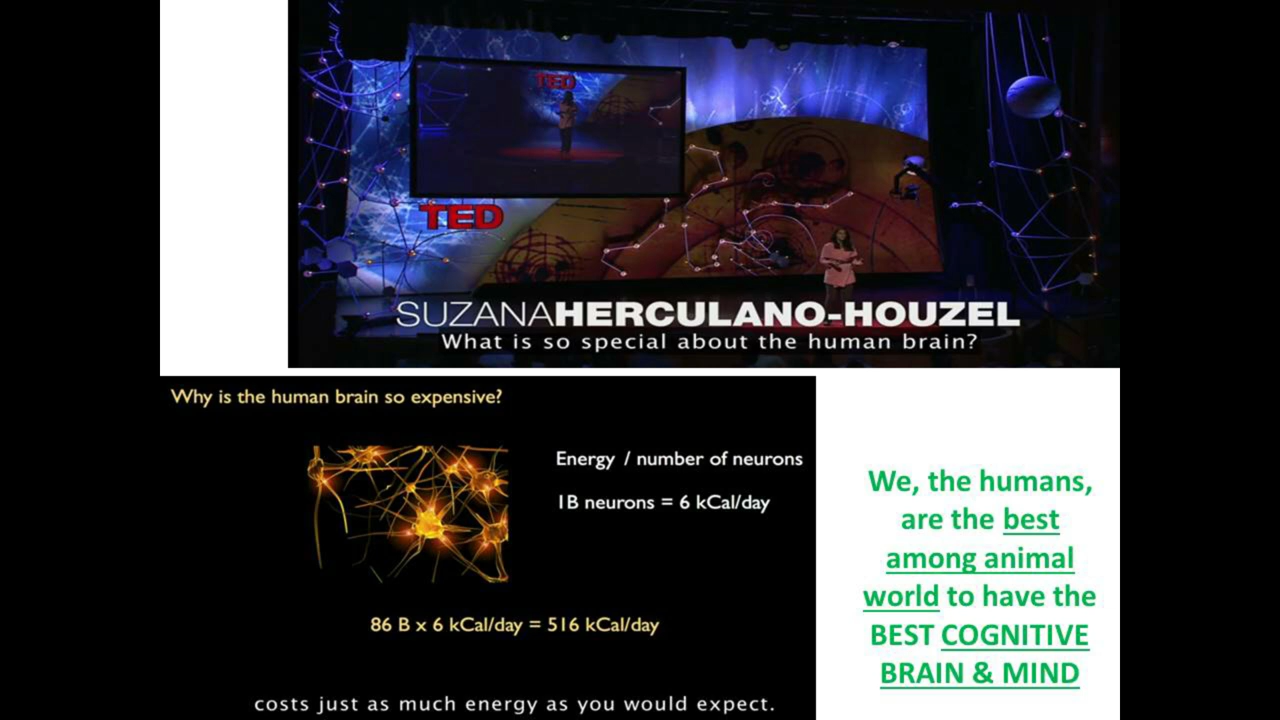 TED
TED
SUZANAHERCULANO-HOUZEL
What is so special about the human brain?
Why is the human brain so expensive?
Energy / number of neurons
1B neurons = 6 kCal/day
86 B x 6 kCal/day = 516 kCal/day
costs just as much energy as you would expect.
We, the humans,
are the best
among animal
world to have the
BEST COGNITIVE
BRAIN & MIND